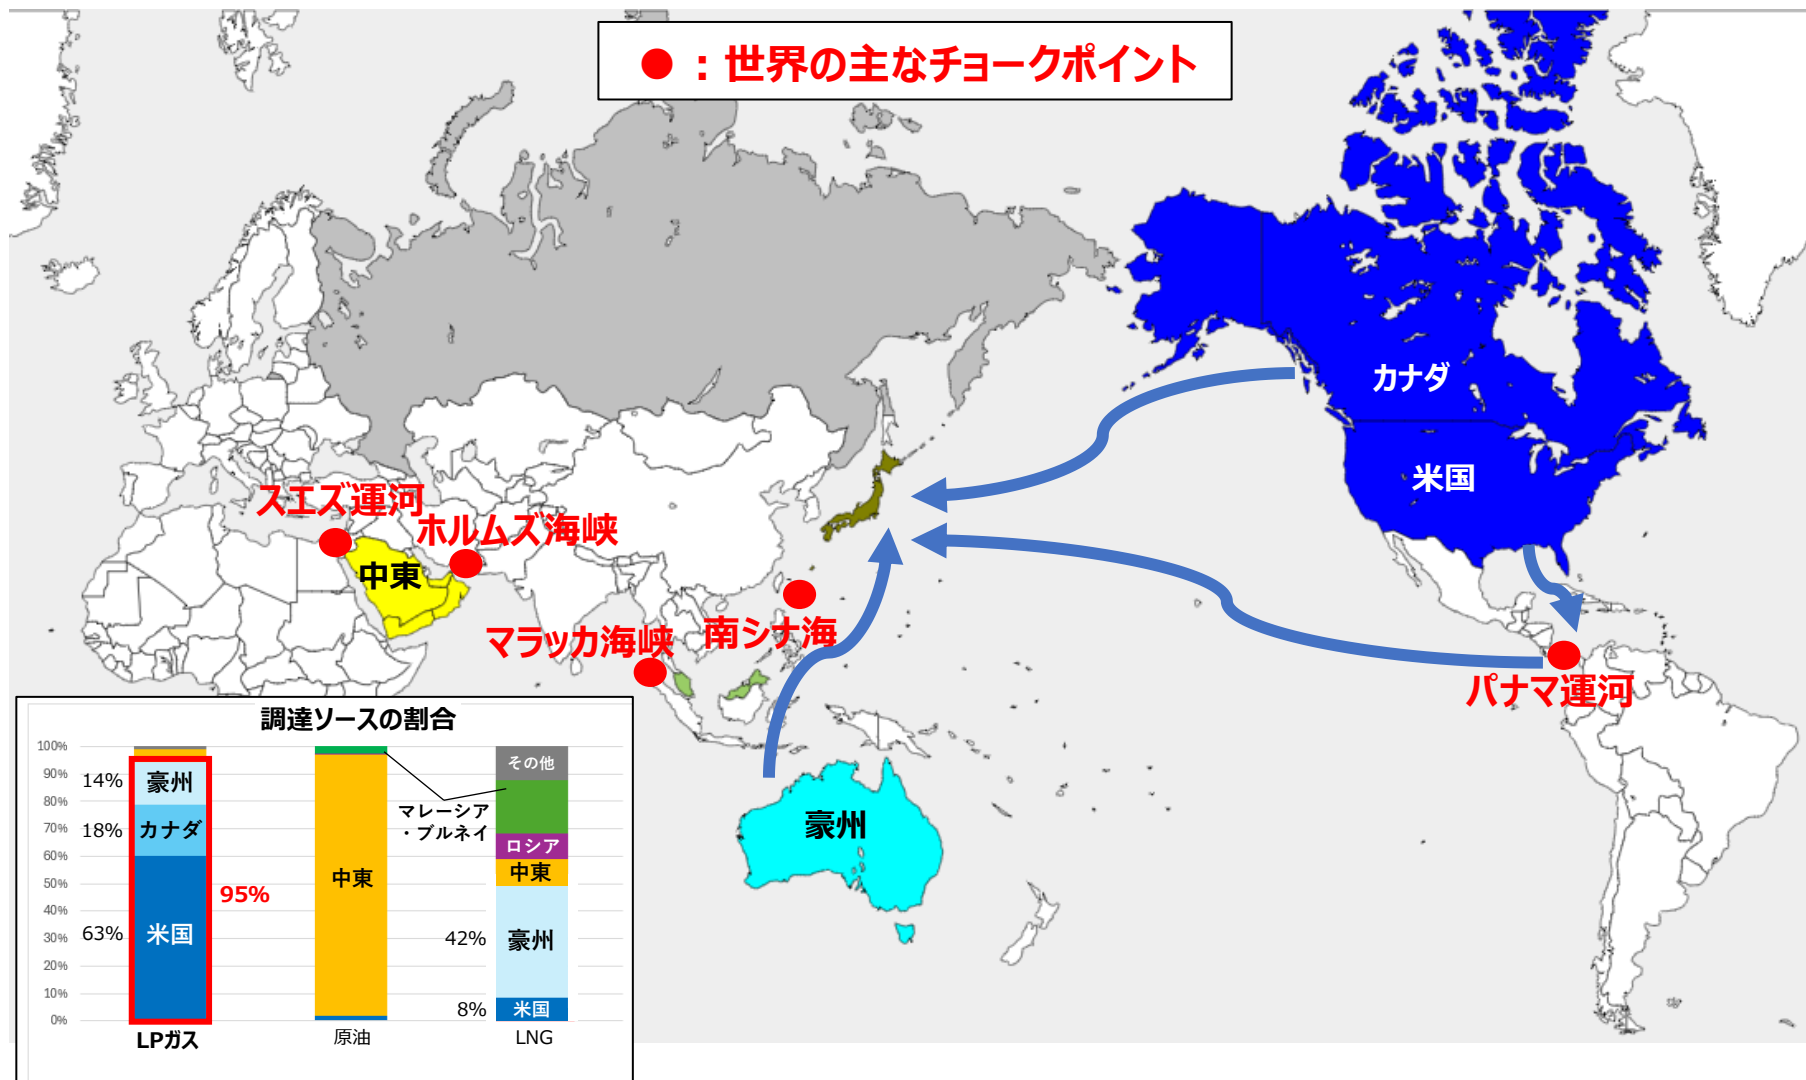 ● : 世界の主なチョークポイント
カナダ
米国
スエズ運河
ホルムズ海峡
中東
マラッカ海峡
南シナ海
パナマ運河
豪州
調達ソースの割合
100%
90%
80%
70%
60%
50%
40%
30%
20%
10%
0%
14%
18%
63%
豪州
カナダ
米国
95%
中東
マレーシア
・ブルネイ
その他
ロシア
中東
豪州
米国
42%
8%
LPガス
原油
LNG